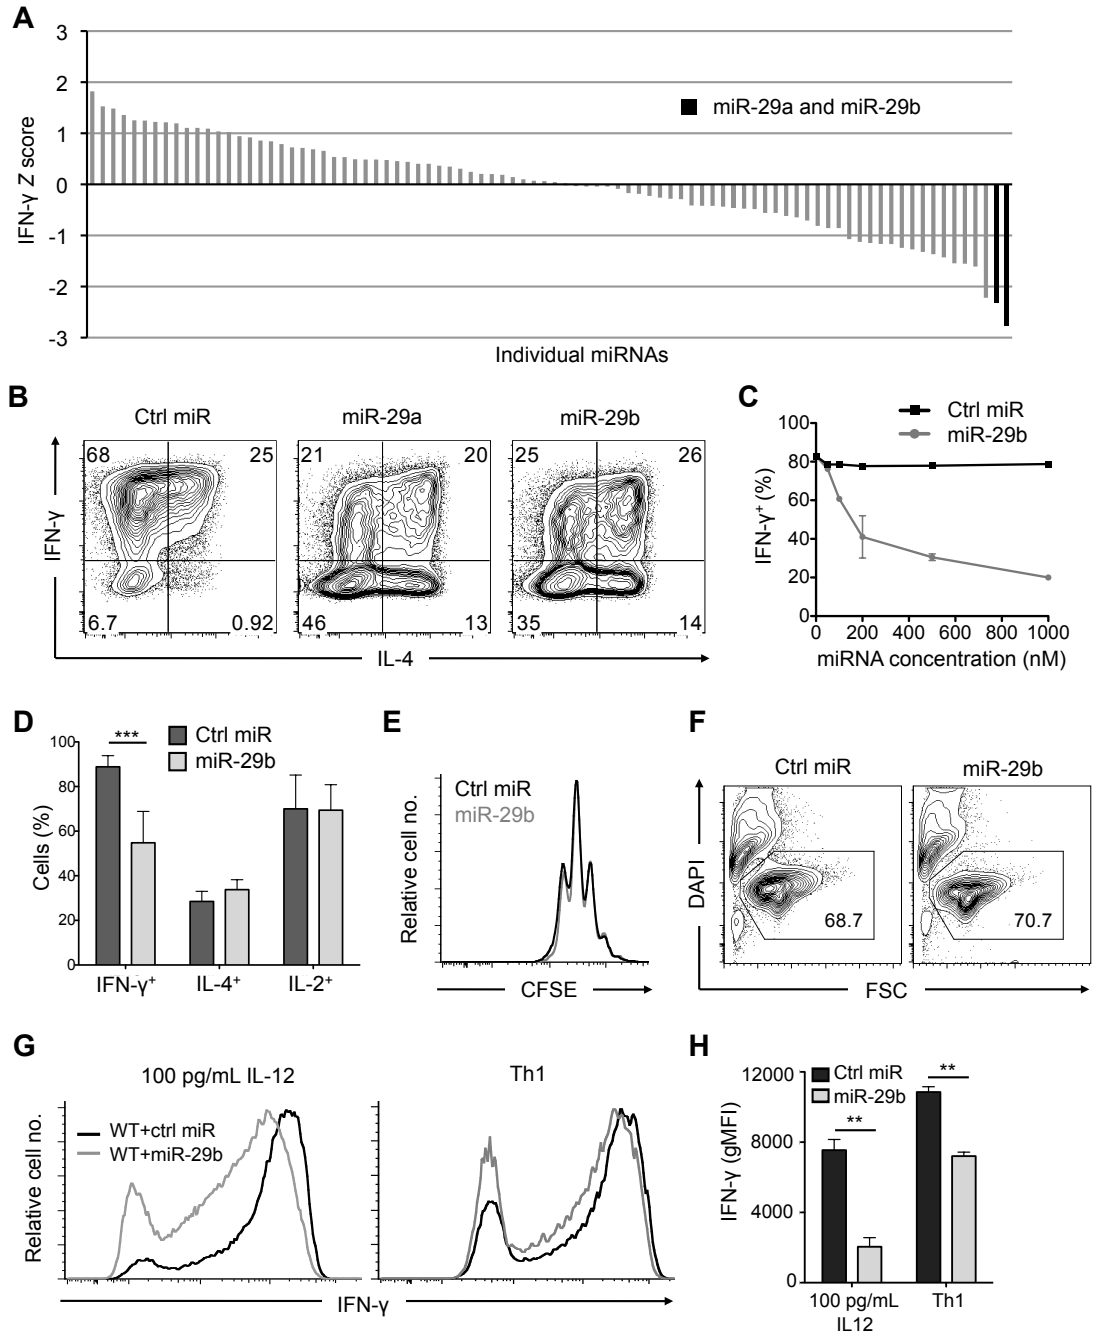 A
3
2
1
0
-1
-2
-3
IFN-γ Z score
miR-29a and miR-29b
Individual miRNAs
B
Ctrl miR
miR-29a
miR-29b
68
25
6.7
0.92
21
20
46
13
25
26
35
14
IFN-γ
IL-4
C
Ctrl miR
miR-29b
IFN-γ⁺ (%)
100
80
60
40
20
0
0 200 400 600 800 1000
miRNA concentration (nM)
D
Ctrl miR
miR-29b
***
Cells (%)
100
80
60
40
20
0
IFN-γ⁺ IL-4⁺ IL-2⁺
E
Ctrl miR
miR-29b
Relative cell no.
CFSE
F
Ctrl miR
miR-29b
68.7
70.7
DAPI
FSC
G
100 pg/mL IL-12
Th1
WT+ctrl miR
WT+miR-29b
Relative cell no.
IFN-γ
H
Ctrl miR
miR-29b
**
**
IFN-γ (gMFI)
12000
8000
4000
0
100 pg/mL
IL12
Th1